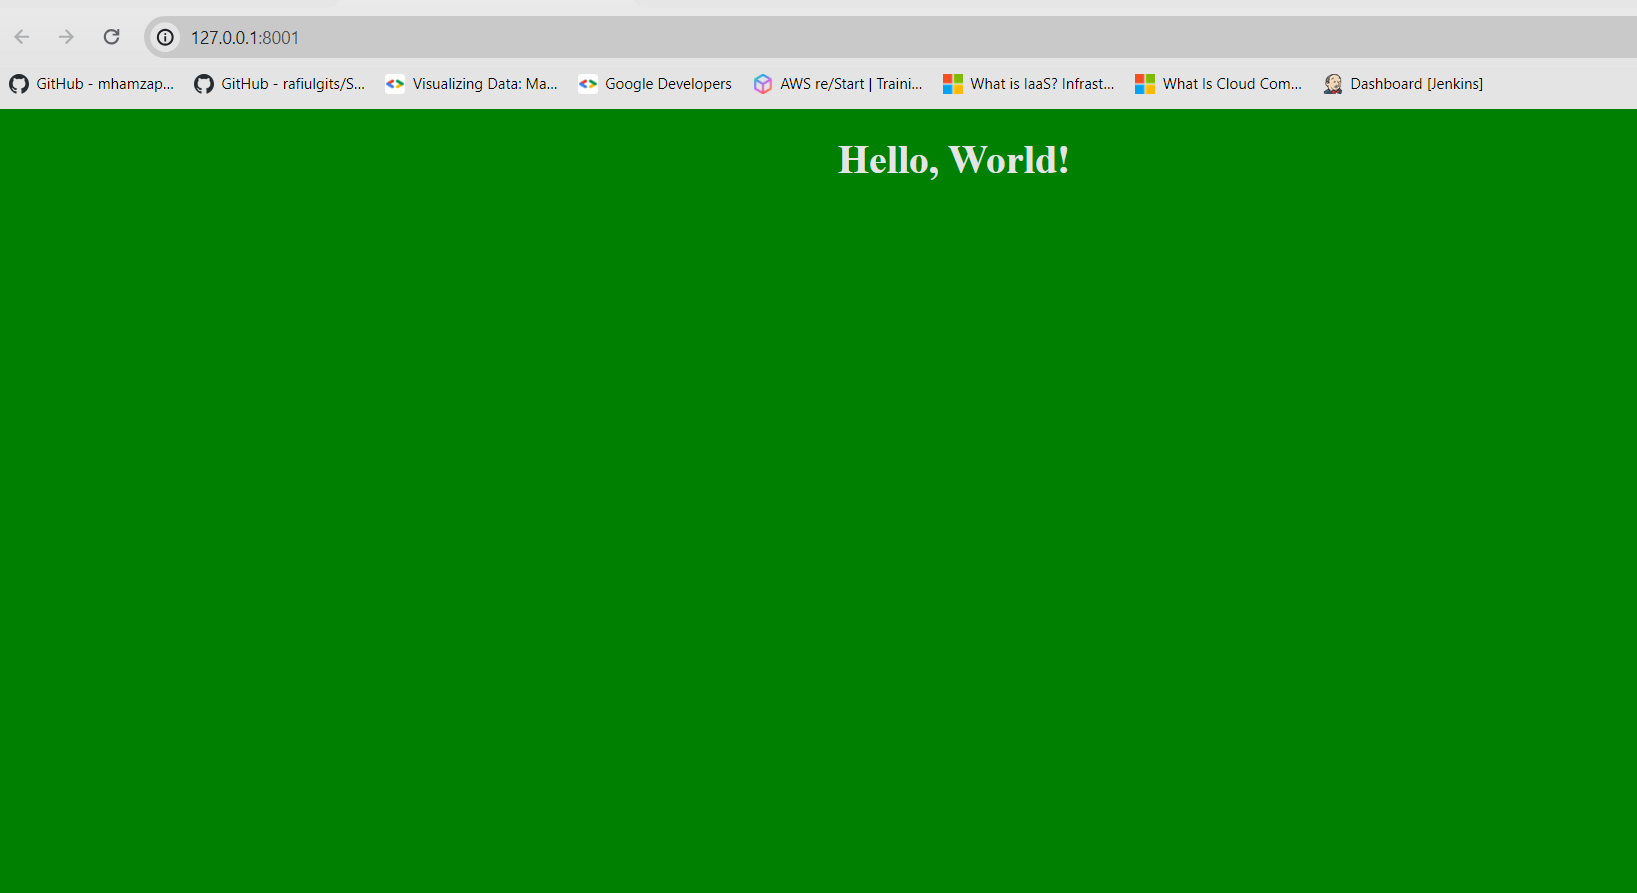 127.0.0.1:8001
GitHub - mhamzap... GitHub - rafiulgits/S... Visualizing Data: Ma... Google Developers AWS re/Start | Traini... What is IaaS? Infrast... What Is Cloud Com... Dashboard [Jenkins]
Hello, World!